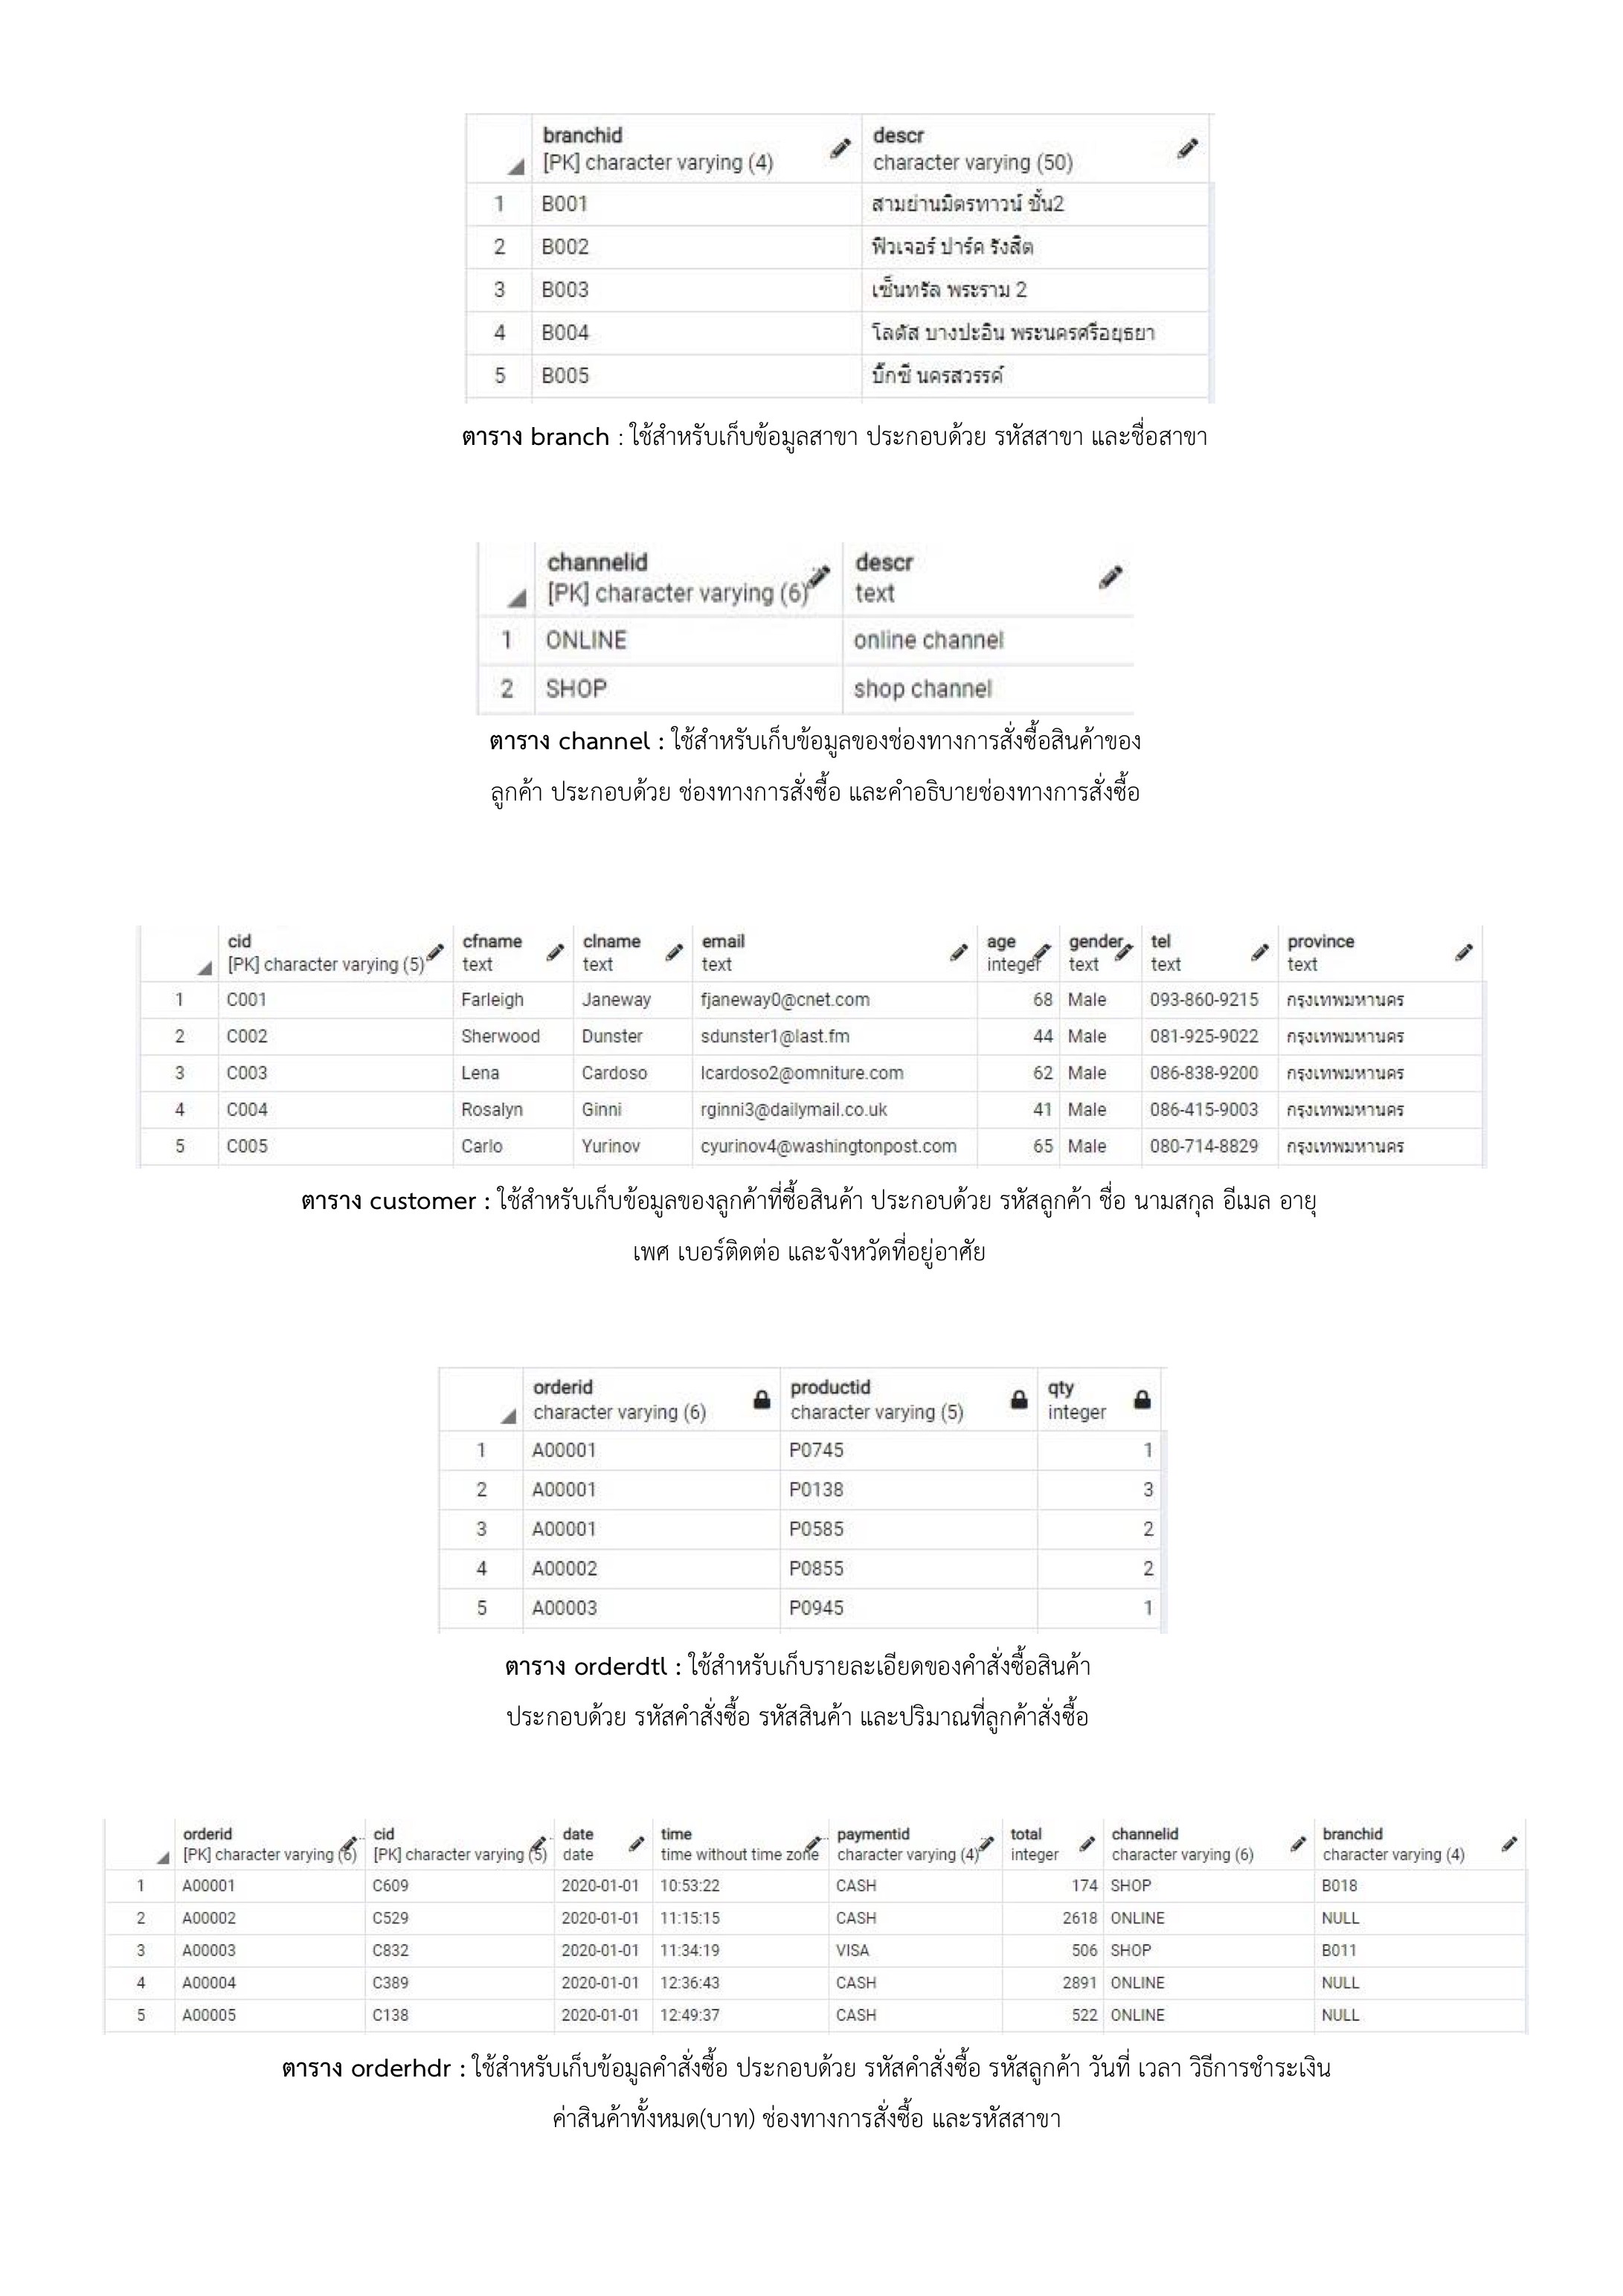 branchid descr
[PK] character varying (4) character varying (50)
1 B001 สามย่านมิตรทาวน์ ชั้น2
2 B002 ฟิวเจอร์ ปาร์ค รังสิต
3 B003 เซ็นทรัล พระราม 2
4 B004 โลตัส บางปะอิน พระนครศรีอยุธยา
5 B005 บิ๊กซี นครสวรรค์
ตาราง branch : ใช้สำหรับเก็บข้อมูลสาขา ประกอบด้วย รหัสสาขา และชื่อสาขา
channelid descr
[PK] character varying (6) text
1 ONLINE online channel
2 SHOP shop channel
ตาราง channel : ใช้สำหรับเก็บข้อมูลของช่องทางการสั่งซื้อสินค้าของ
ลูกค้า ประกอบด้วย ช่องทางการสั่งซื้อ และคำอธิบายช่องทางการสั่งซื้อ
cid cfname clname email age gender tel province
[PK] character varying (5) text text text integer text text text
1 C001 Farleigh Janeway fjaneway0@cnet.com 68 Male 093-860-9215 กรุงเทพมหานคร
2 C002 Sherwood Dunster sdunster1@last.fm 44 Male 081-925-9022 กรุงเทพมหานคร
3 C003 Lena Cardoso lcardoso2@omniture.com 62 Male 086-838-9200 กรุงเทพมหานคร
4 C004 Rosalyn Ginni rginni3@dailymail.co.uk 41 Male 086-415-9003 กรุงเทพมหานคร
5 C005 Carlo Yurinov cyurinov4@washingtonpost.com 65 Male 080-714-8829 กรุงเทพมหานคร
ตาราง customer : ใช้สำหรับเก็บข้อมูลของลูกค้าที่ซื้อสินค้า ประกอบด้วย รหัสลูกค้า ชื่อ นามสกุล อีเมล อายุ
เพศ เบอร์ติดต่อ และจังหวัดที่อยู่อาศัย
orderid productid qty
character varying (6) character varying (5) integer
1 A00001 P0745 1
2 A00001 P0138 3
3 A00001 P0585 2
4 A00002 P0855 2
5 A00003 P0945 1
ตาราง orderdtl : ใช้สำหรับเก็บรายละเอียดของคำสั่งซื้อสินค้า
ประกอบด้วย รหัสคำสั่งซื้อ รหัสสินค้า และปริมาณที่ลูกค้าสั่งซื้อ
orderid cid date time paymentid total channelid branchid
[PK] character varying (6) [PK] character varying (5) date time without time zone character varying (4) integer character varying (6) character varying (4)
1 A00001 C609 2020-01-01 10:53:22 CASH 174 SHOP B018
2 A00002 C529 2020-01-01 11:15:15 CASH 2618 ONLINE NULL
3 A00003 C832 2020-01-01 11:34:19 VISA 506 SHOP B011
4 A00004 C389 2020-01-01 12:36:43 CASH 2891 ONLINE NULL
5 A00005 C138 2020-01-01 12:49:37 CASH 522 ONLINE NULL
ตาราง orderhdr : ใช้สำหรับเก็บข้อมูลคำสั่งซื้อ ประกอบด้วย รหัสคำสั่งซื้อ รหัสลูกค้า วันที่ เวลา วิธีการชำระเงิน
ค่าสินค้าทั้งหมด(บาท) ช่องทางการสั่งซื้อ และรหัสสาขา